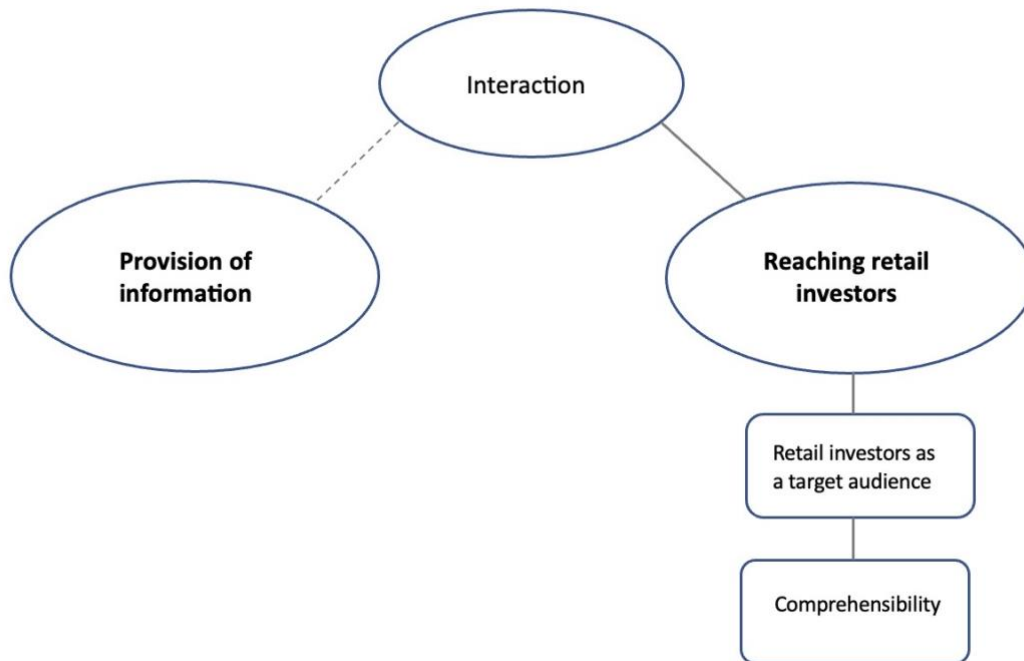 Interaction
Provision of
information
Reaching retail
investors
Retail investors as
a target audience
Comprehensibility